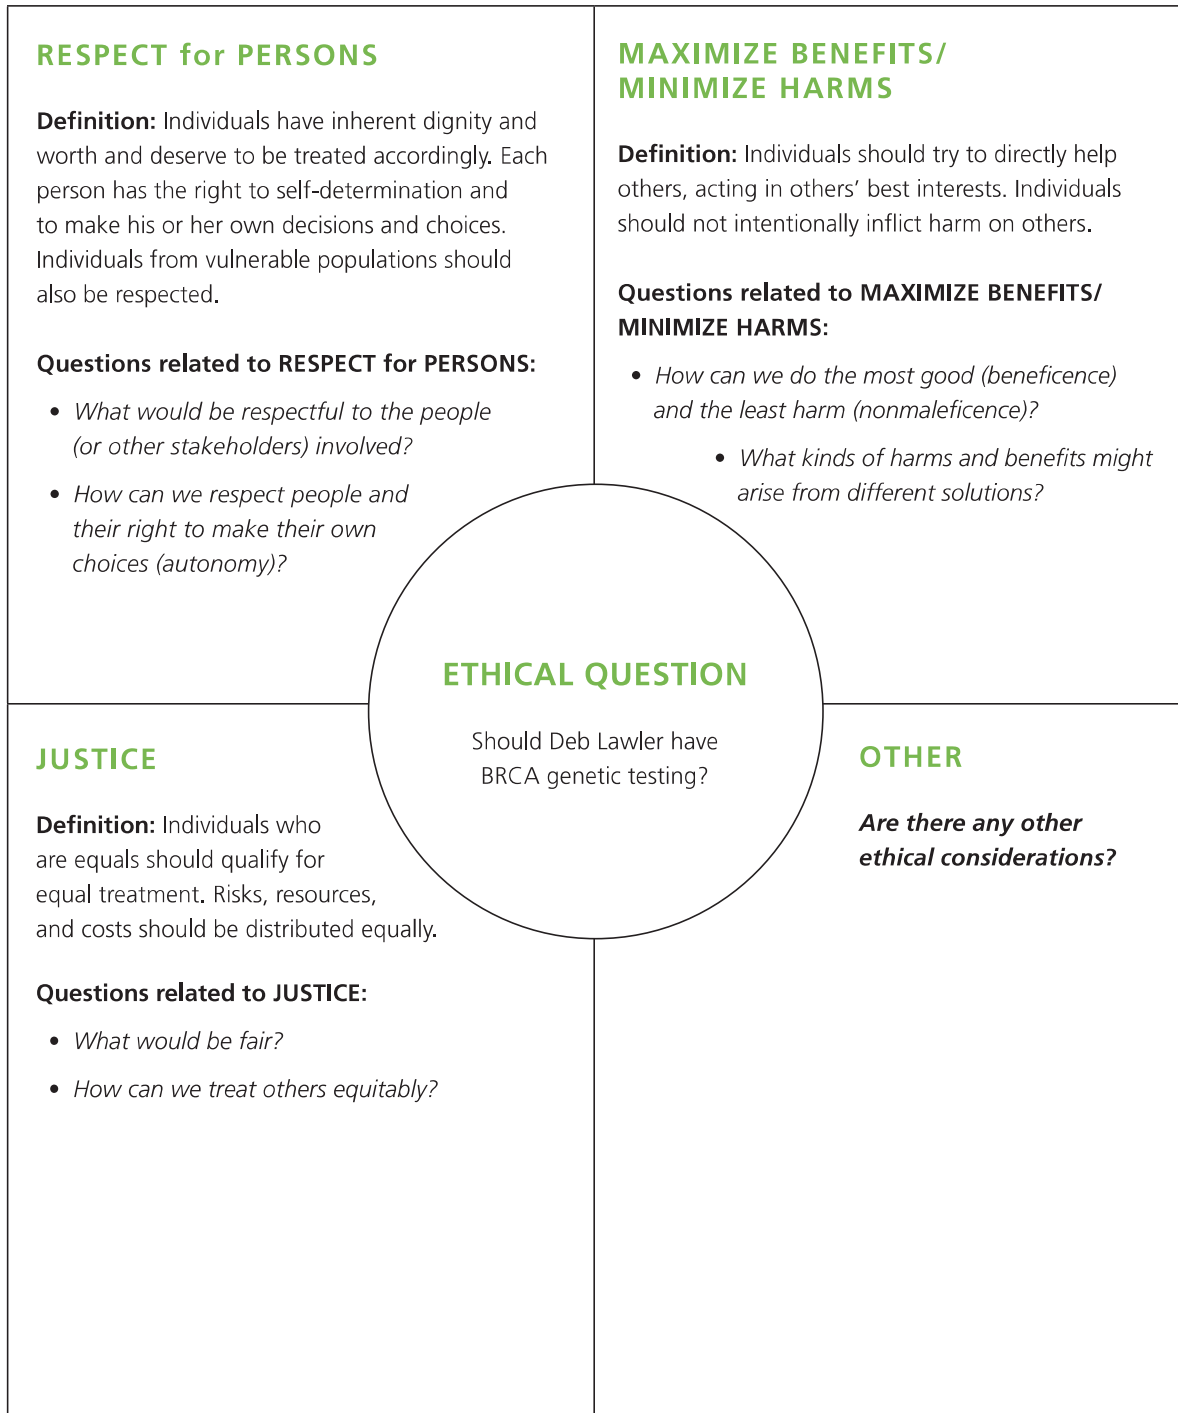 RESPECT for PERSONS
Definition: Individuals have inherent dignity and
worth and deserve to be treated accordingly. Each
person has the right to self-determination and
to make his or her own decisions and choices.
Individuals from vulnerable populations should
also be respected.
Questions related to RESPECT for PERSONS:
• What would be respectful to the people
(or other stakeholders) involved?
• How can we respect people and
their right to make their own
choices (autonomy)?
MAXIMIZE BENEFITS/
MINIMIZE HARMS
Definition: Individuals should try to directly help
others, acting in others’ best interests. Individuals
should not intentionally inflict harm on others.
Questions related to MAXIMIZE BENEFITS/
MINIMIZE HARMS:
• How can we do the most good (beneficence)
and the least harm (nonmaleficence)?
• What kinds of harms and benefits might
arise from different solutions?
ETHICAL QUESTION
Should Deb Lawler have
BRCA genetic testing?
JUSTICE
Definition: Individuals who
are equals should qualify for
equal treatment. Risks, resources,
and costs should be distributed equally.
Questions related to JUSTICE:
• What would be fair?
• How can we treat others equitably?
OTHER
Are there any other
ethical considerations?